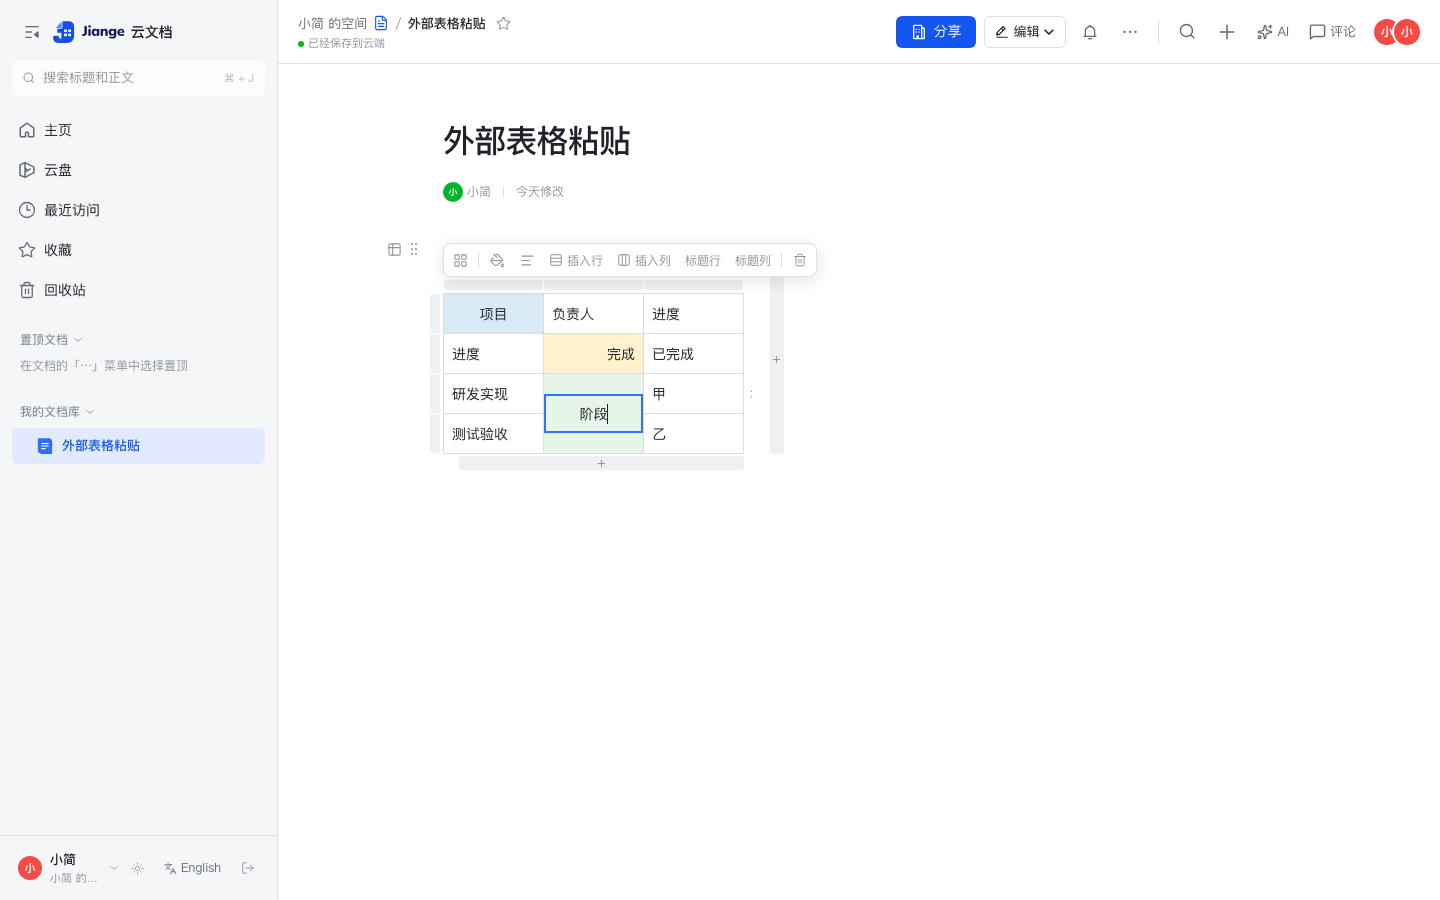 Jiange 云文档
搜索标题和正文 ⌘ + J
主页
云盘
最近访问
收藏
回收站
置顶文档
在文档的「…」菜单中选择置顶
我的文档库
外部表格粘贴
小
小简
小简 的...
English
小简 的空间 / 外部表格粘贴
已经保存到云端
分享 编辑 AI 评论 小 小
外部表格粘贴
小 小简 今天修改
插入行 插入列 标题行 标题列
项目 负责人 进度
进度 完成 已完成
研发实现 阶段 甲
测试验收 乙